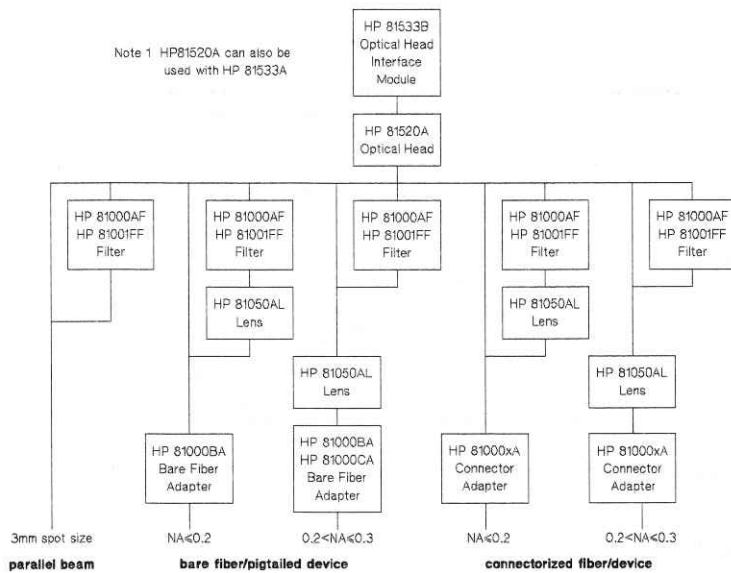 HP 81533B
Optical Head
Interface
Module
Note 1 HP81520A can also be
used with HP 81533A
HP 81520A
Optical Head
HP 81000AF
HP 81001FF
Filter
HP 81000AF
HP 81001FF
Filter
HP 81000AF
HP 81001FF
Filter
HP 81000AF
HP 81001FF
Filter
HP 81000AF
HP 81001FF
Filter
HP 81050AL
Lens
HP 81050AL
Lens
HP 81050AL
Lens
HP 81050AL
Lens
HP 81000BA
Bare Fiber
Adapter
HP 81000BA
HP 81000CA
Bare Fiber
Adapter
HP 81000xA
Connector
Adapter
HP 81000xA
Connector
Adapter
3mm spot size
NA≤0.2
0.2<NA≤0.3
NA≤0.2
0.2<NA≤0.3
parallel beam
bare fiber/pigtailed device
connectorized fiber/device